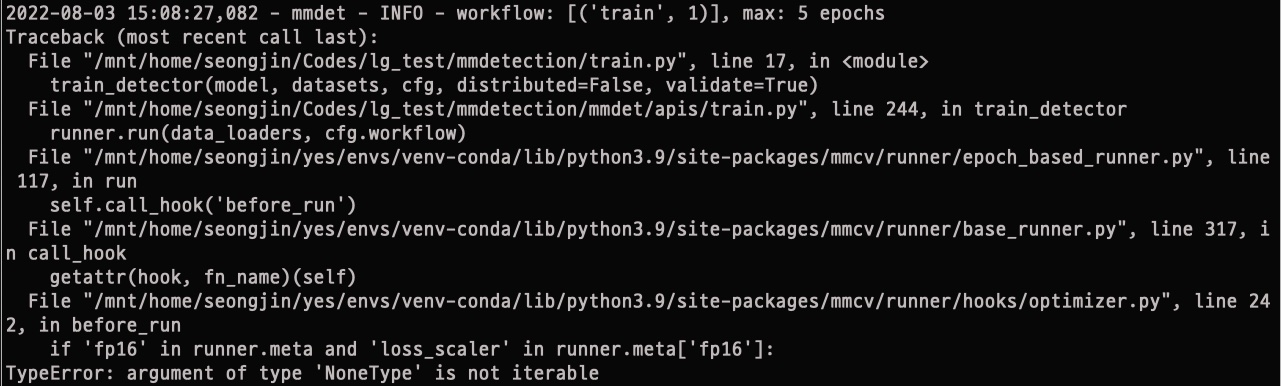 2022-08-03 15:08:27,082 - mmdet - INFO - workflow: [('train', 1)], max: 5 epochs
Traceback (most recent call last):
  File "/mnt/home/seongjin/Codes/lg_test/mmdetection/train.py", line 17, in <module>
    train_detector(model, datasets, cfg, distributed=False, validate=True)
  File "/mnt/home/seongjin/Codes/lg_test/mmdetection/mmdet/apis/train.py", line 244, in train_detector
    runner.run(data_loaders, cfg.workflow)
  File "/mnt/home/seongjin/yes/envs/venv-conda/lib/python3.9/site-packages/mmcv/runner/epoch_based_runner.py", line
 117, in run
    self.call_hook('before_run')
  File "/mnt/home/seongjin/yes/envs/venv-conda/lib/python3.9/site-packages/mmcv/runner/base_runner.py", line 317, i
n call_hook
    getattr(hook, fn_name)(self)
  File "/mnt/home/seongjin/yes/envs/venv-conda/lib/python3.9/site-packages/mmcv/runner/hooks/optimizer.py", line 24
2, in before_run
    if 'fp16' in runner.meta and 'loss_scaler' in runner.meta['fp16']:
TypeError: argument of type 'NoneType' is not iterable